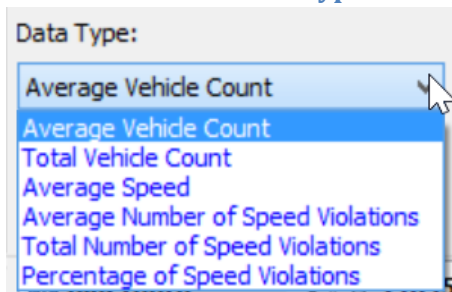 Data Type:
Average Vehicle Count
Average Vehicle Count
Total Vehicle Count
Average Speed
Average Number of Speed Violations
Total Number of Speed Violations
Percentage of Speed Violations